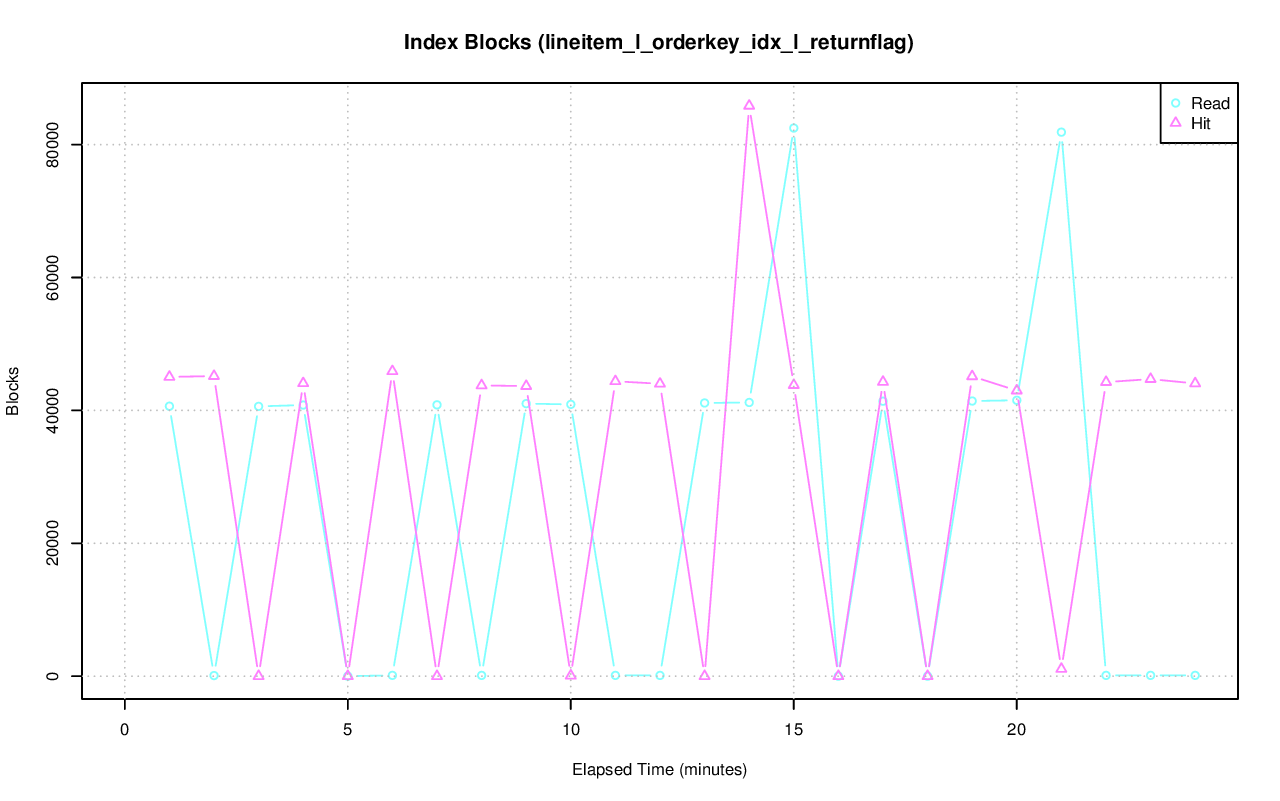 Index Blocks (lineitem_l_orderkey_idx_l_returnflag)
Read
Hit
Blocks
80000
60000
40000
20000
0
0 5 10 15 20
Elapsed Time (minutes)